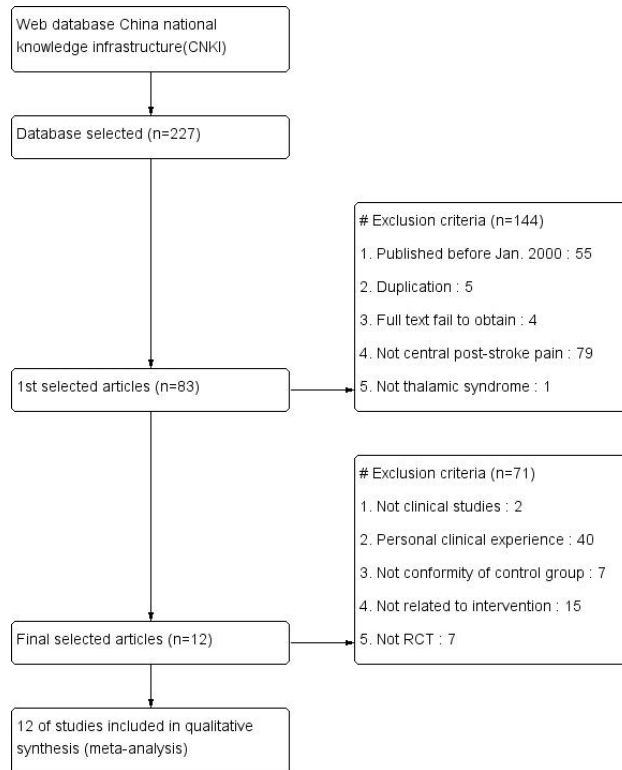 Web database China national
knowledge infrastructure(CNKI)
Database selected (n=227)
# Exclusion criteria (n=144)
1. Published before Jan. 2000 : 55
2. Duplication : 5
3. Full text fail to obtain : 4
4. Not central post-stroke pain : 79
5. Not thalamic syndrome : 1
1st selected articles (n=83)
# Exclusion criteria (n=71)
1. Not clinical studies : 2
2. Personal clinical experience : 40
3. Not conformity of control group : 7
4. Not related to intervention : 15
5. Not RCT : 7
Final selected articles (n=12)
12 of studies included in qualitative
synthesis (meta-analysis)